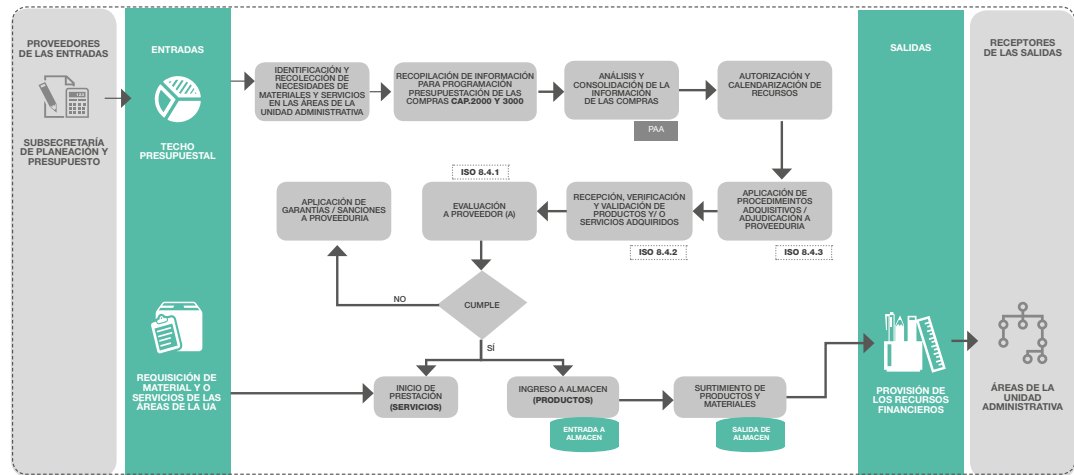 PROVEEDORES
DE LAS ENTRADAS
SUBSECRETARÍA
DE PLANEACIÓN Y
PRESUPUESTO
ENTRADAS
TECHO
PRESUPUESTAL
REQUISICIÓN DE
MATERIAL Y O
SERVICIOS DE LAS
ÁREAS DE LA UA
IDENTIFICACIÓN Y
RECOLECCIÓN DE
NECESIDADES DE
MATERIALES Y SERVICIOS
EN LAS ÁREAS DE LA
UNIDAD ADMINISTRATIVA
RECOPILACIÓN DE INFORMACIÓN
PARA PROGRAMACIÓN
PRESUPUESTACIÓN DE LAS
COMPRAS CAP.2000 Y 3000
ANÁLISIS Y
CONSOLIDACIÓN DE LA
INFORMACIÓN
DE LAS COMPRAS
PAA
AUTORIZACIÓN Y
CALENDARIZACIÓN DE
RECURSOS
APLICACIÓN DE
PROCEDIMEINTOS
ADQUISITIVOS /
ADJUDICACIÓN A
PROVEEDURIA
ISO 8.4.3
RECEPCIÓN, VERIFICACIÓN
Y VALIDACIÓN DE
PRODUCTOS Y/ O
SERVICIOS ADQUIRIDOS
ISO 8.4.2
ISO 8.4.1
EVALUACIÓN
A PROVEEDOR (A)
APLICACIÓN DE
GARANTÍAS / SANCIONES
A PROVEEDURIA
CUMPLE
NO
SÍ
INICIO DE
PRESTACIÓN
(SERVICIOS)
INGRESO A ALMACEN
(PRODUCTOS)
ENTRADA A
ALMACEN
SURTIMIENTO DE
PRODUCTOS Y
MATERIALES
SALIDA DE
ALMACEN
SALIDAS
PROVISIÓN DE
LOS RECURSOS
FINANCIEROS
RECEPTORES
DE LAS SALIDAS
ÁREAS DE LA
UNIDAD
ADMINISTRATIVA